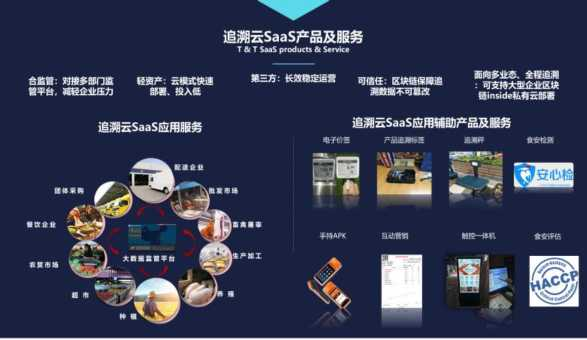 追溯云SaaS产品及服务
T & T SaaS products & Service
合监管：对接多部门监
管平台，减轻企业压力
轻资产：云模式快速
部署、投入低
第三方：长效稳定运营
可信任：区块链保障追
溯数据不可篡改
面向多业态、全程追溯
：可支持大型企业区块
链inside私有云部署
追溯云SaaS应用服务
配送企业
批发市场
畜禽屠宰
生产加工
养殖
种植
超市
农贸市场
餐饮企业
团体采购
大数据监管平台
追溯云SaaS应用辅助产品及服务
电子价签
产品追溯标签
追溯秤
食安检测
安心检
手持APK
互动营销
触控一体机
食安评估
HACCP